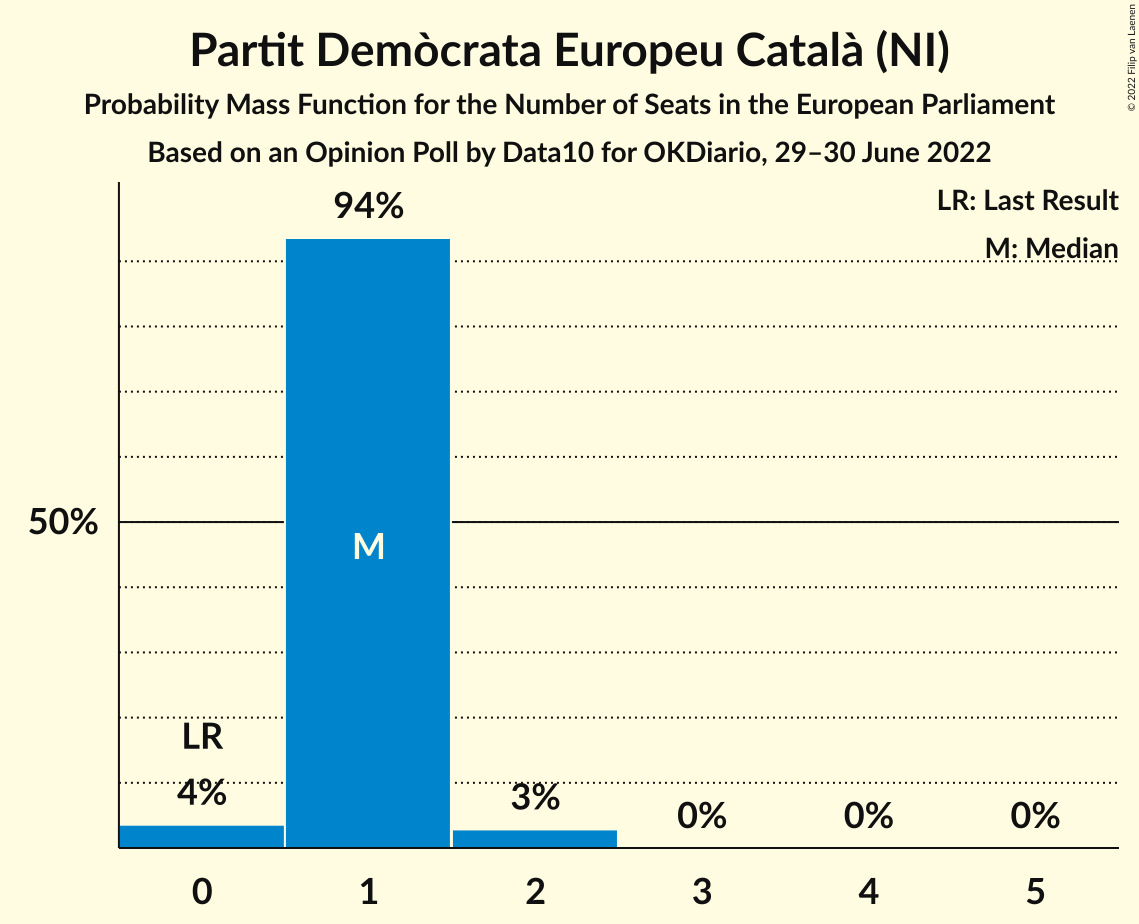 Partit Demòcrata Europeu Català (NI)
Probability Mass Function for the Number of Seats in the European Parliament
Based on an Opinion Poll by Data10 for OKDiario, 29–30 June 2022
© 2022 Filip van Laenen
LR: Last Result
M: Median
94%
50%
M
LR
4%
3%
0%
0%
0%
0
1
2
3
4
5